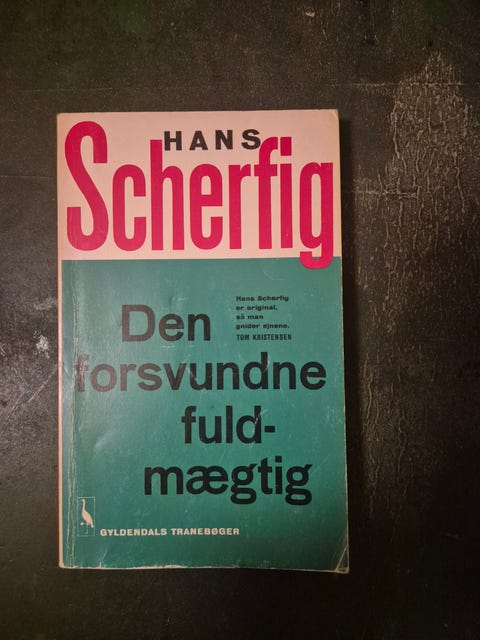 HANS
Scherfig
Hans Scherfig
er original,
så man
gnider øjnene.
TOM KRISTENSEN
Den
forsvundne
fuld-
mægtig
GYLDENDALS TRANEBØGER